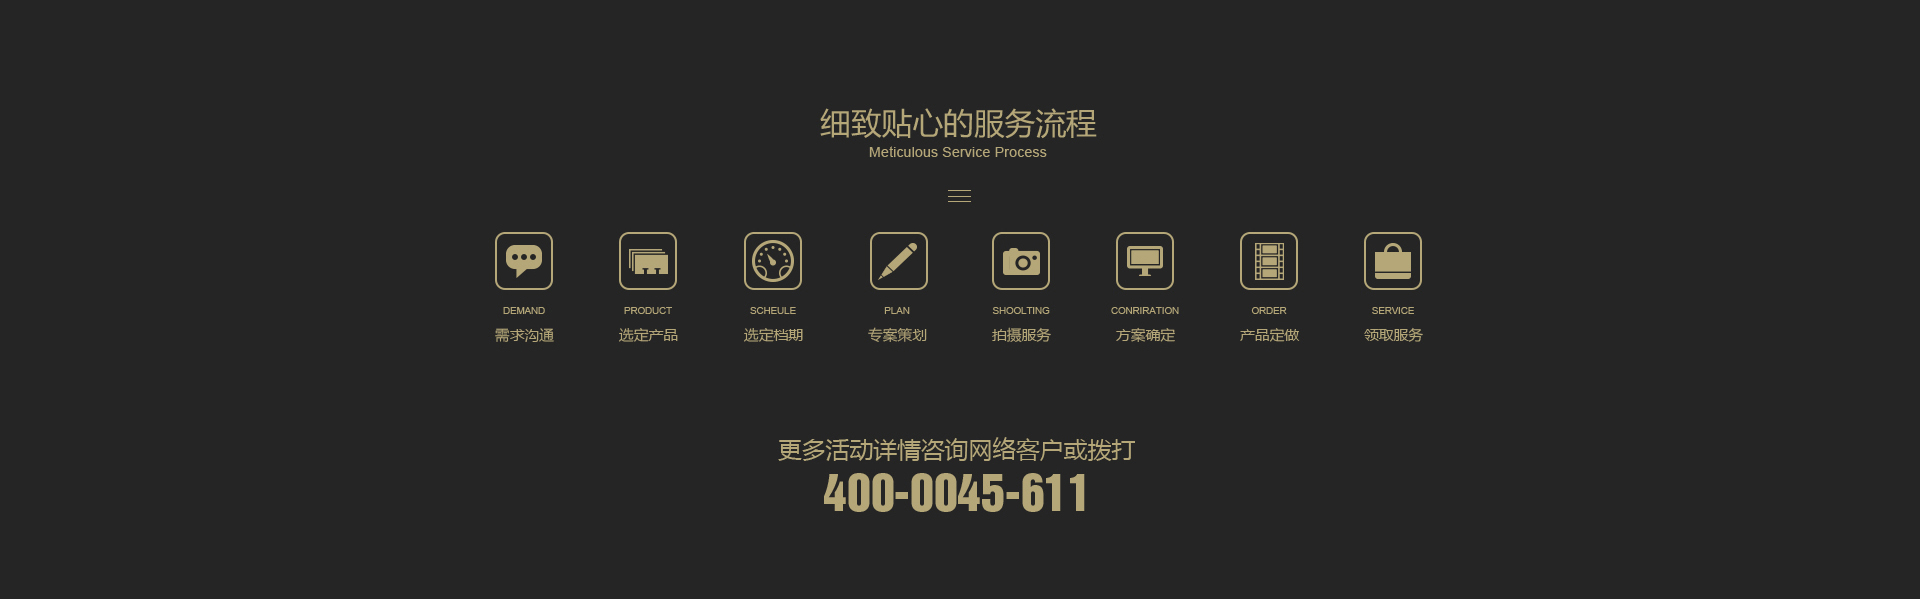 细致贴心的服务流程
Meticulous Service Process
DEMAND PRODUCT SCHEULE PLAN SHOOLTING CONRIRATION ORDER SERVICE
需求沟通 选定产品 选定档期 专案策划 拍摄服务 方案确定 产品定做 领取服务
更多活动详情咨询网络客户或拨打
400-0045-611